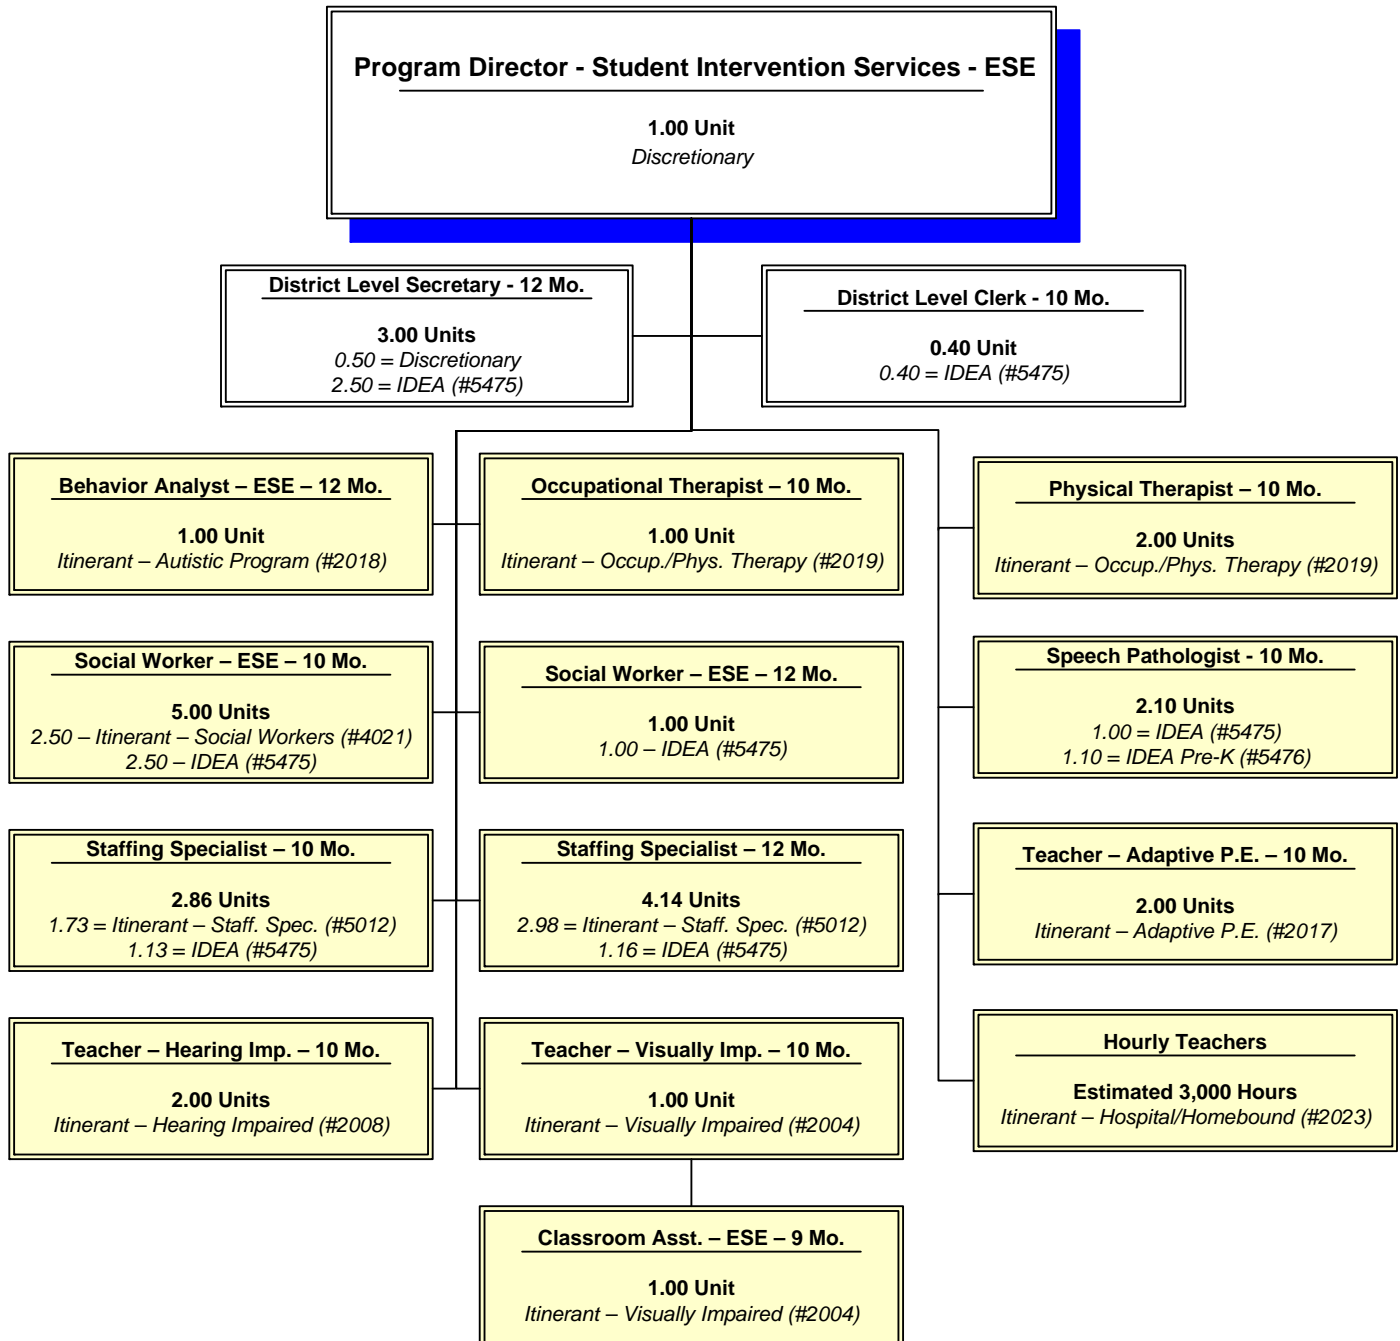 Program Director - Student Intervention Services - ESE
1.00 Unit
Discretionary
District Level Secretary - 12 Mo.
3.00 Units
0.50 = Discretionary
2.50 = IDEA (#5475)
District Level Clerk - 10 Mo.
0.40 Unit
0.40 = IDEA (#5475)
Behavior Analyst – ESE – 12 Mo.
1.00 Unit
Itinerant – Autistic Program (#2018)
Occupational Therapist – 10 Mo.
1.00 Unit
Itinerant – Occup./Phys. Therapy (#2019)
Physical Therapist – 10 Mo.
2.00 Units
Itinerant – Occup./Phys. Therapy (#2019)
Social Worker – ESE – 10 Mo.
5.00 Units
2.50 – Itinerant – Social Workers (#4021)
2.50 – IDEA (#5475)
Social Worker – ESE – 12 Mo.
1.00 Unit
1.00 – IDEA (#5475)
Speech Pathologist - 10 Mo.
2.10 Units
1.00 = IDEA (#5475)
1.10 = IDEA Pre-K (#5476)
Staffing Specialist – 10 Mo.
2.86 Units
1.73 = Itinerant – Staff. Spec. (#5012)
1.13 = IDEA (#5475)
Staffing Specialist – 12 Mo.
4.14 Units
2.98 = Itinerant – Staff. Spec. (#5012)
1.16 = IDEA (#5475)
Teacher – Adaptive P.E. – 10 Mo.
2.00 Units
Itinerant – Adaptive P.E. (#2017)
Teacher – Hearing Imp. – 10 Mo.
2.00 Units
Itinerant – Hearing Impaired (#2008)
Teacher – Visually Imp. – 10 Mo.
1.00 Unit
Itinerant – Visually Impaired (#2004)
Hourly Teachers
Estimated 3,000 Hours
Itinerant – Hospital/Homebound (#2023)
Classroom Asst. – ESE – 9 Mo.
1.00 Unit
Itinerant – Visually Impaired (#2004)